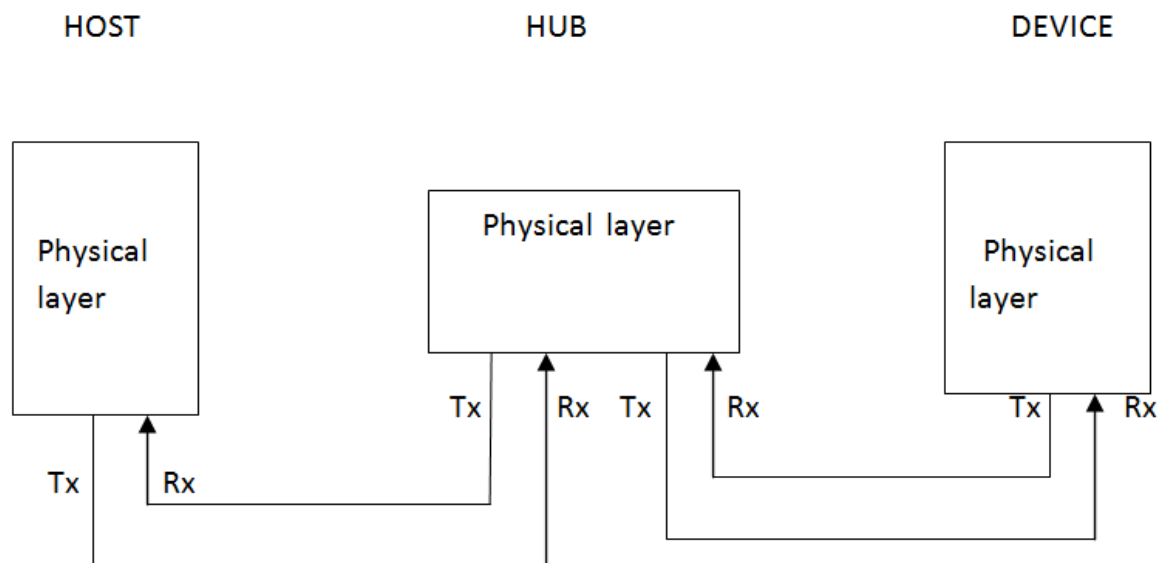 HOST
HUB
DEVICE
Physical
layer
Physical layer
Physical
layer
Tx
Rx
Tx
Rx
Tx
Rx
Tx
Rx